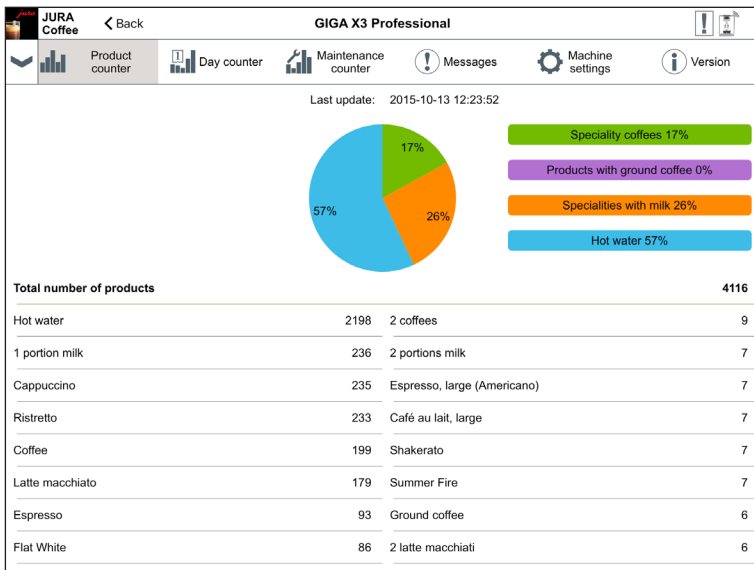 jura
JURA
Coffee
Back
GIGA X3 Professional
Product
counter
1
Day counter
Maintenance
counter
Messages
Machine
settings
Version
Last update: 2015-10-13 12:23:52
17%
26%
57%
Speciality coffees 17%
Products with ground coffee 0%
Specialities with milk 26%
Hot water 57%
Total number of products 4116
Hot water 2198 2 coffees 9
1 portion milk 236 2 portions milk 7
Cappuccino 235 Espresso, large (Americano) 7
Ristretto 233 Café au lait, large 7
Coffee 199 Shakerato 7
Latte macchiato 179 Summer Fire 7
Espresso 93 Ground coffee 6
Flat White 86 2 latte macchiati 6